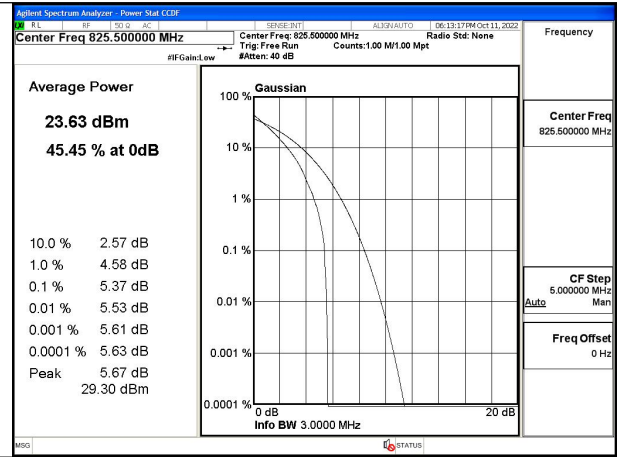 Agilent Spectrum Analyzer - Power Stat CCDF
RL RF 50 Ω AC SENSE:INT ALIGN AUTO 06:13:17PM Oct 11, 2022
Center Freq 825.500000 MHz
Center Freq: 825.500000 MHz Radio Std: None
Trig: Free Run Counts:1.00 M/1.00 Mpt
#IFGain:Low #Atten: 40 dB
Frequency
Average Power
23.63 dBm
45.45 % at 0dB
10.0 % 2.57 dB
1.0 % 4.58 dB
0.1 % 5.37 dB
0.01 % 5.53 dB
0.001 % 5.61 dB
0.0001 % 5.63 dB
Peak 5.67 dB
29.30 dBm
Gaussian
100 %
10 %
1 %
0.1 %
0.01 %
0.001 %
0.0001 %
0 dB 20 dB
Info BW 3.0000 MHz
Center Freq
825.500000 MHz
CF Step
5.000000 MHz
Auto Man
Freq Offset
0 Hz
MSG STATUS